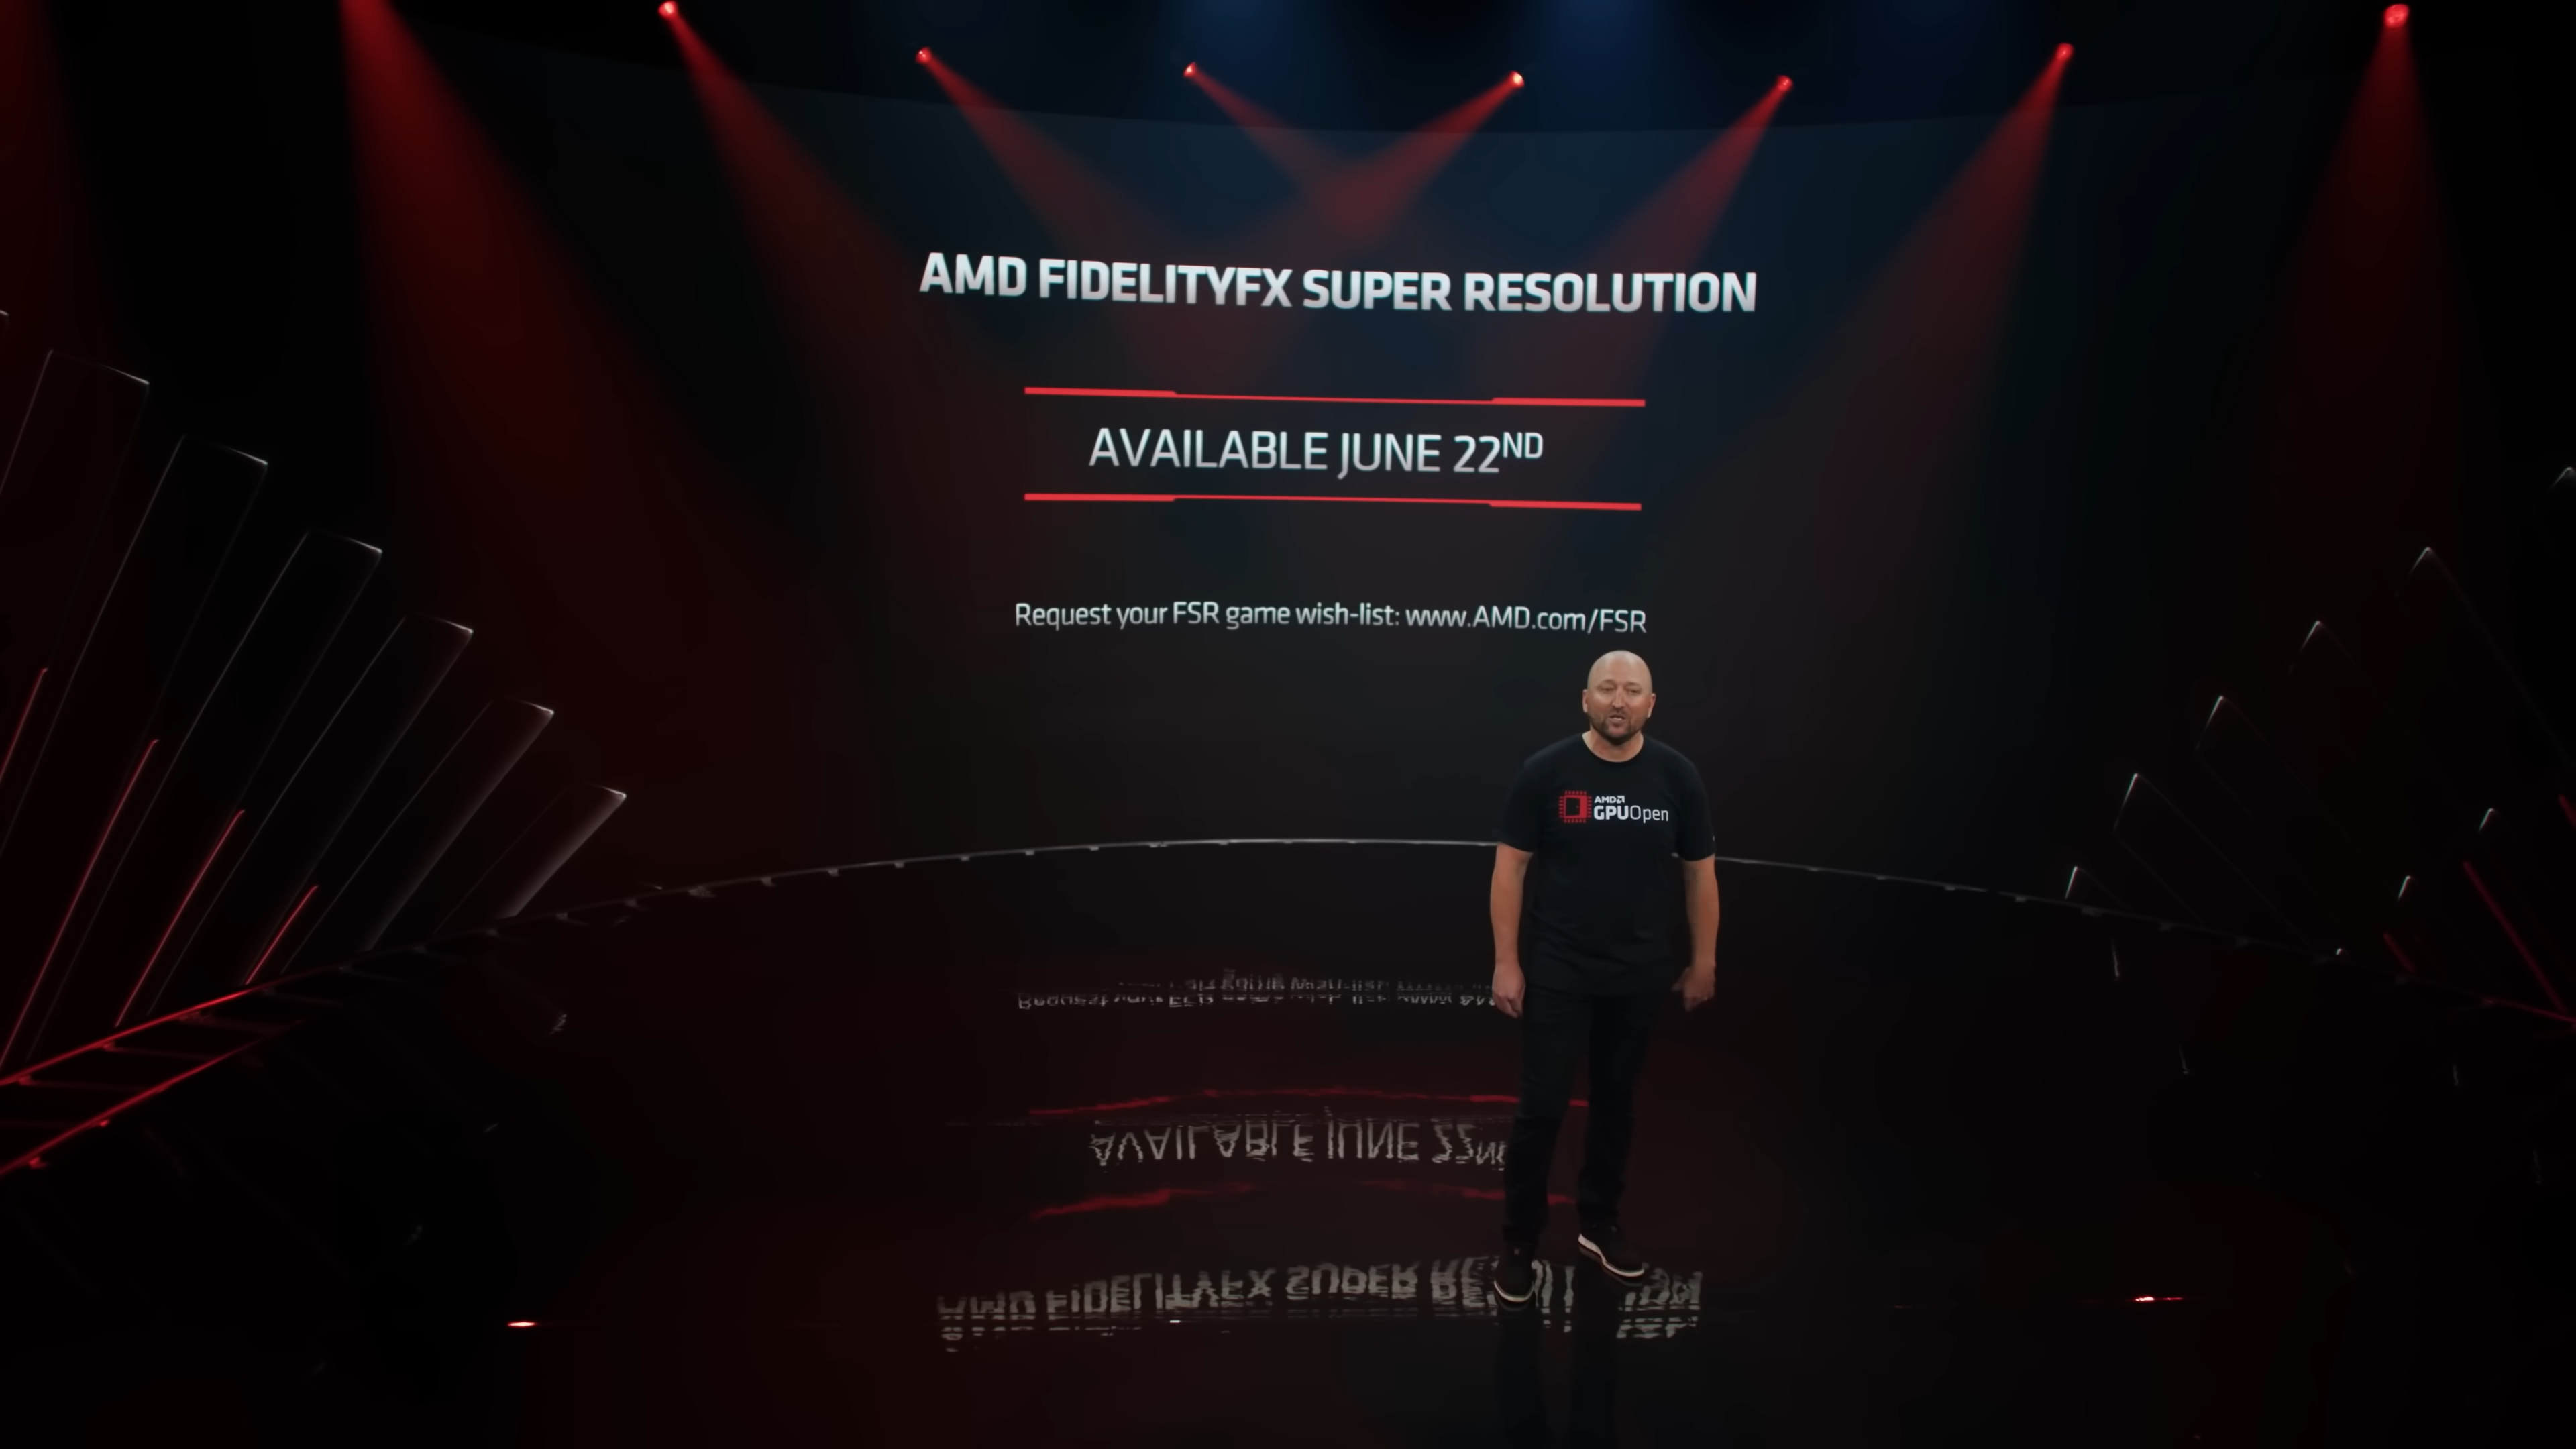 AMD FIDELITYFX SUPER RESOLUTION
AVAILABLE JUNE 22ND
Request your FSR game wish-list: www.AMD.com/FSR
AMD
GPUOpen